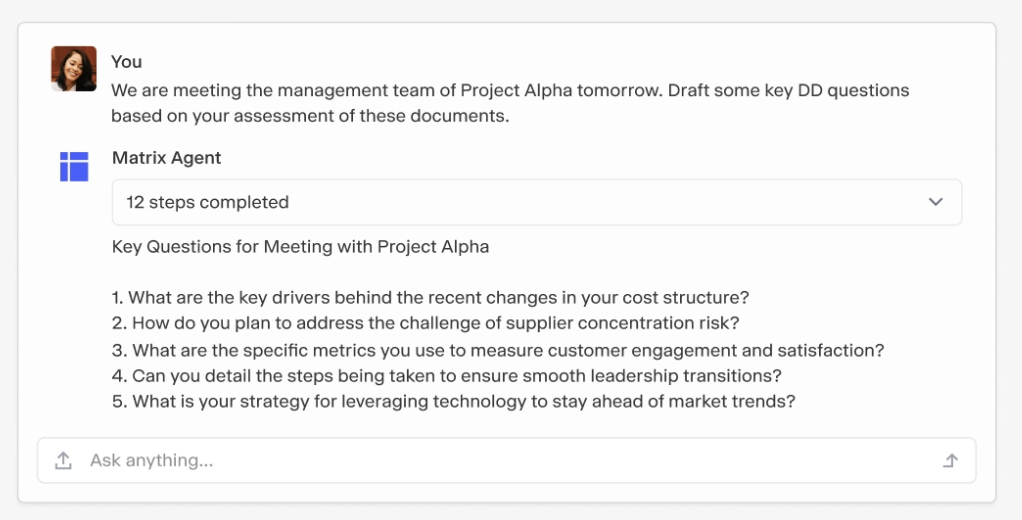 You
We are meeting the management team of Project Alpha tomorrow. Draft some key DD questions
based on your assessment of these documents.
Matrix Agent
12 steps completed
Key Questions for Meeting with Project Alpha
1. What are the key drivers behind the recent changes in your cost structure?
2. How do you plan to address the challenge of supplier concentration risk?
3. What are the specific metrics you use to measure customer engagement and satisfaction?
4. Can you detail the steps being taken to ensure smooth leadership transitions?
5. What is your strategy for leveraging technology to stay ahead of market trends?
Ask anything...